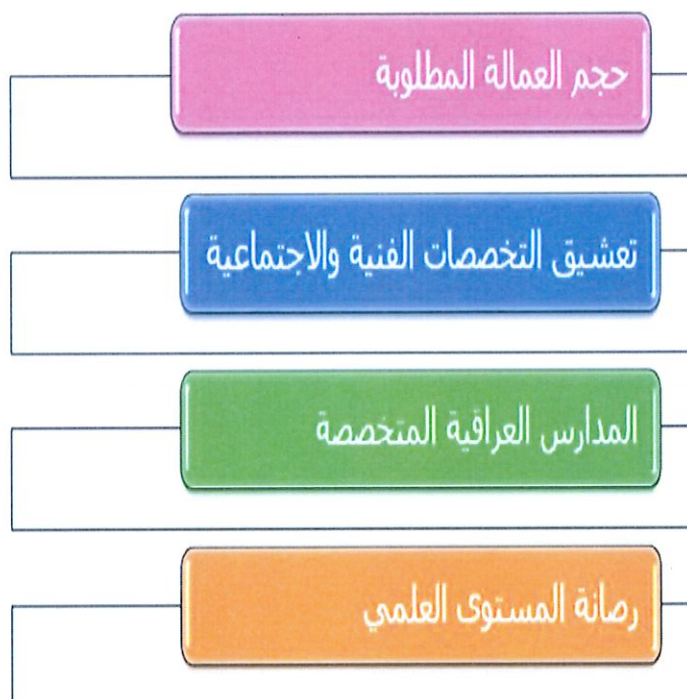 حجم العمالة المطلوبة
تعشيق التخصصات الفنية والاجتماعية
المدارس العراقية المتخصصة
رصانة المستوى العلمي